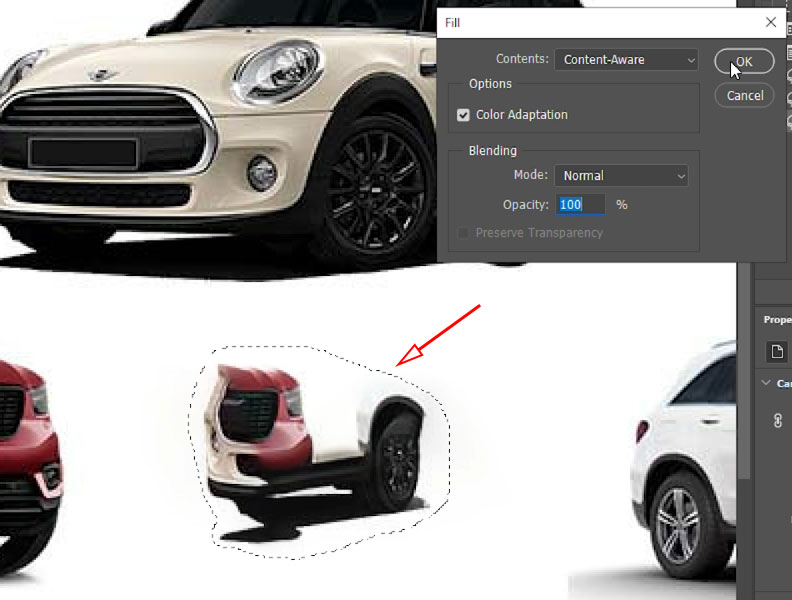 Fill
Contents: Content-Aware
OK
Options
Cancel
Color Adaptation
Blending
Mode: Normal
Opacity: 100 %
Preserve Transparency
Prope
Ca